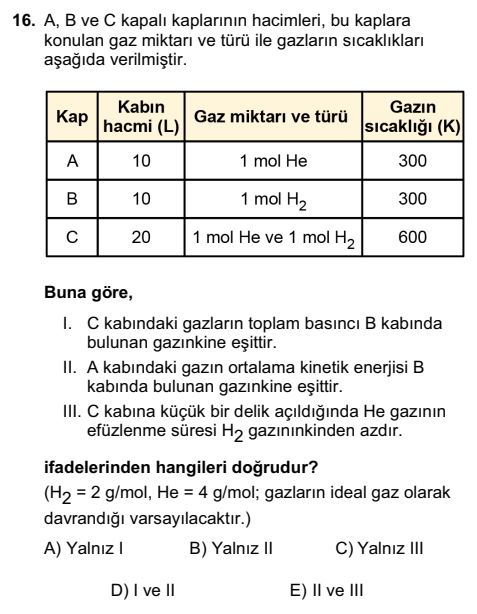 16. A, B ve C kapalı kaplarının hacimleri, bu kaplara
konulan gaz miktarı ve türü ile gazların sıcaklıkları
aşağıda verilmiştir.
Kap Kabın hacmi (L) Gaz miktarı ve türü Gazın sıcaklığı (K)
A 10 1 mol He 300
B 10 1 mol H2 300
C 20 1 mol He ve 1 mol H2 600
Buna göre,
I. C kabındaki gazların toplam basıncı B kabında
bulunan gazınkine eşittir.
II. A kabındaki gazın ortalama kinetik enerjisi B
kabında bulunan gazınkine eşittir.
III. C kabına küçük bir delik açıldığında He gazının
efüzlenme süresi H2 gazınınkinden azdır.
ifadelerinden hangileri doğrudur?
(H2 = 2 g/mol, He = 4 g/mol; gazların ideal gaz olarak
davrandığı varsayılacaktır.)
A) Yalnız I B) Yalnız II C) Yalnız III
D) I ve II E) II ve III